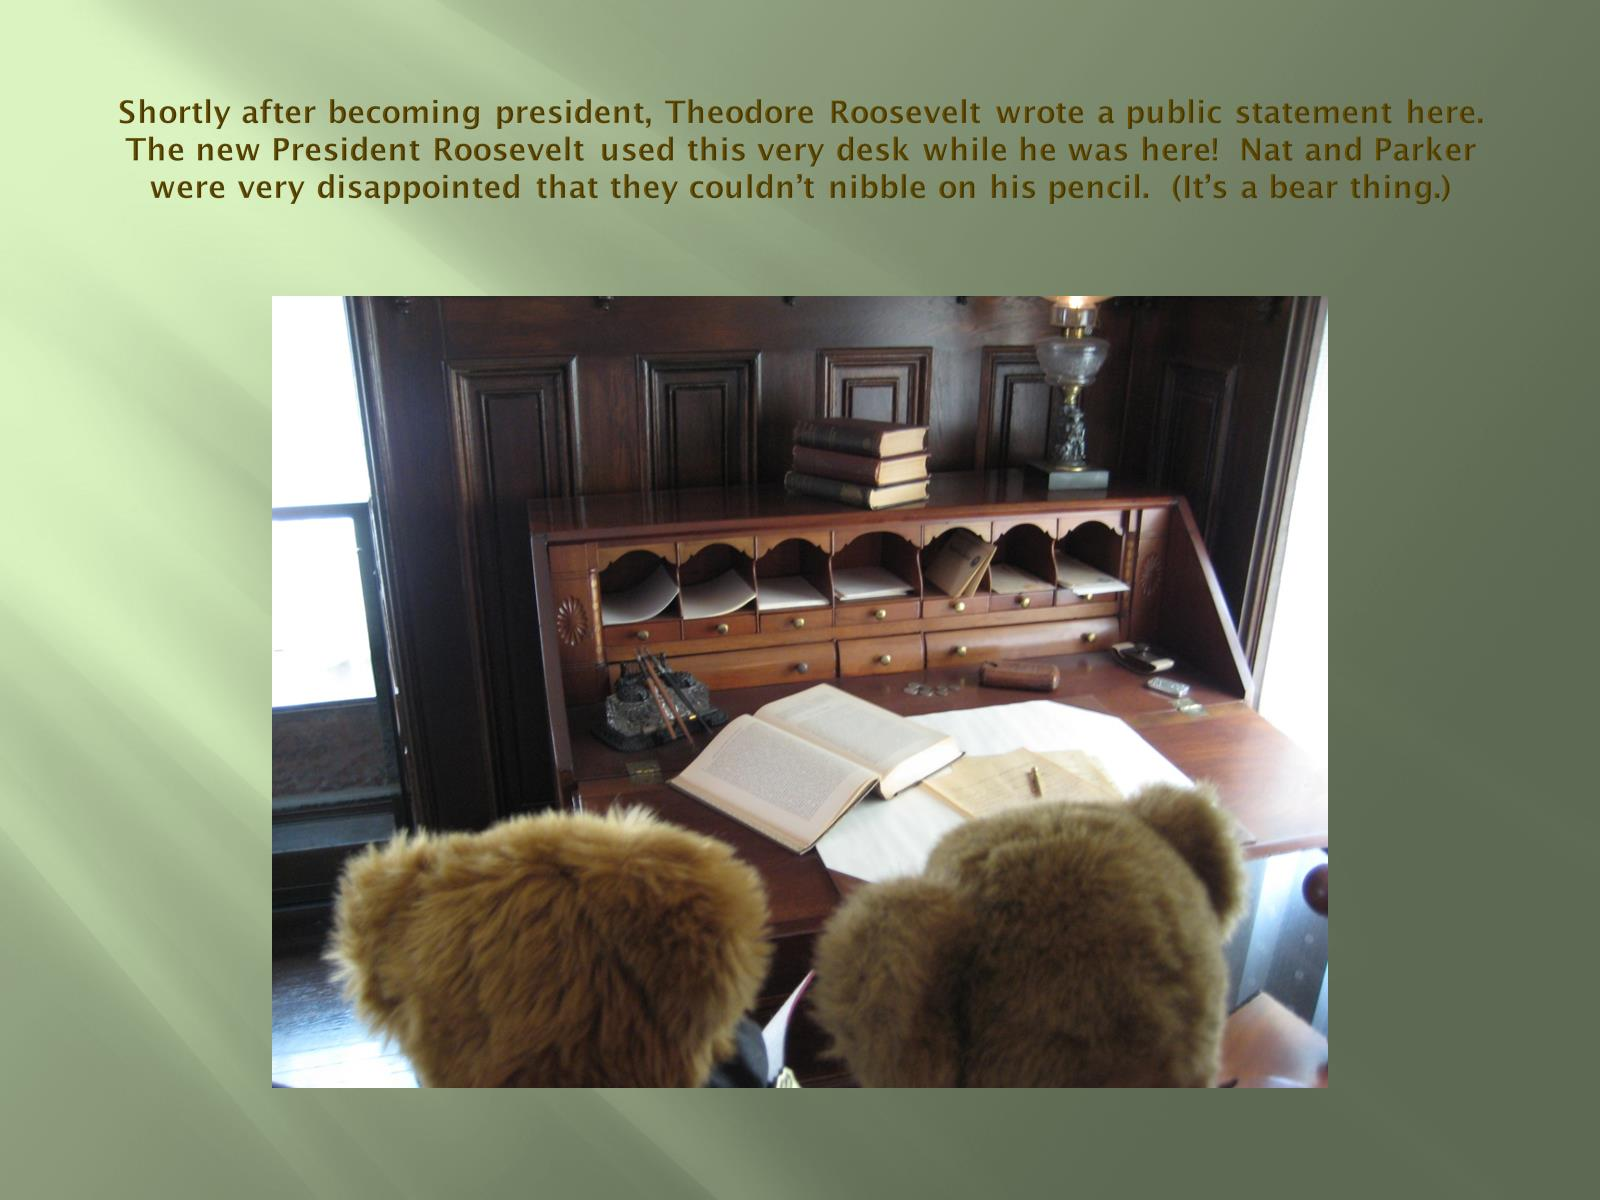 Shortly after becoming president, Theodore Roosevelt wrote a public statement here.
The new President Roosevelt used this very desk while he was here!  Nat and Parker
were very disappointed that they couldn’t nibble on his pencil.  (It’s a bear thing.)